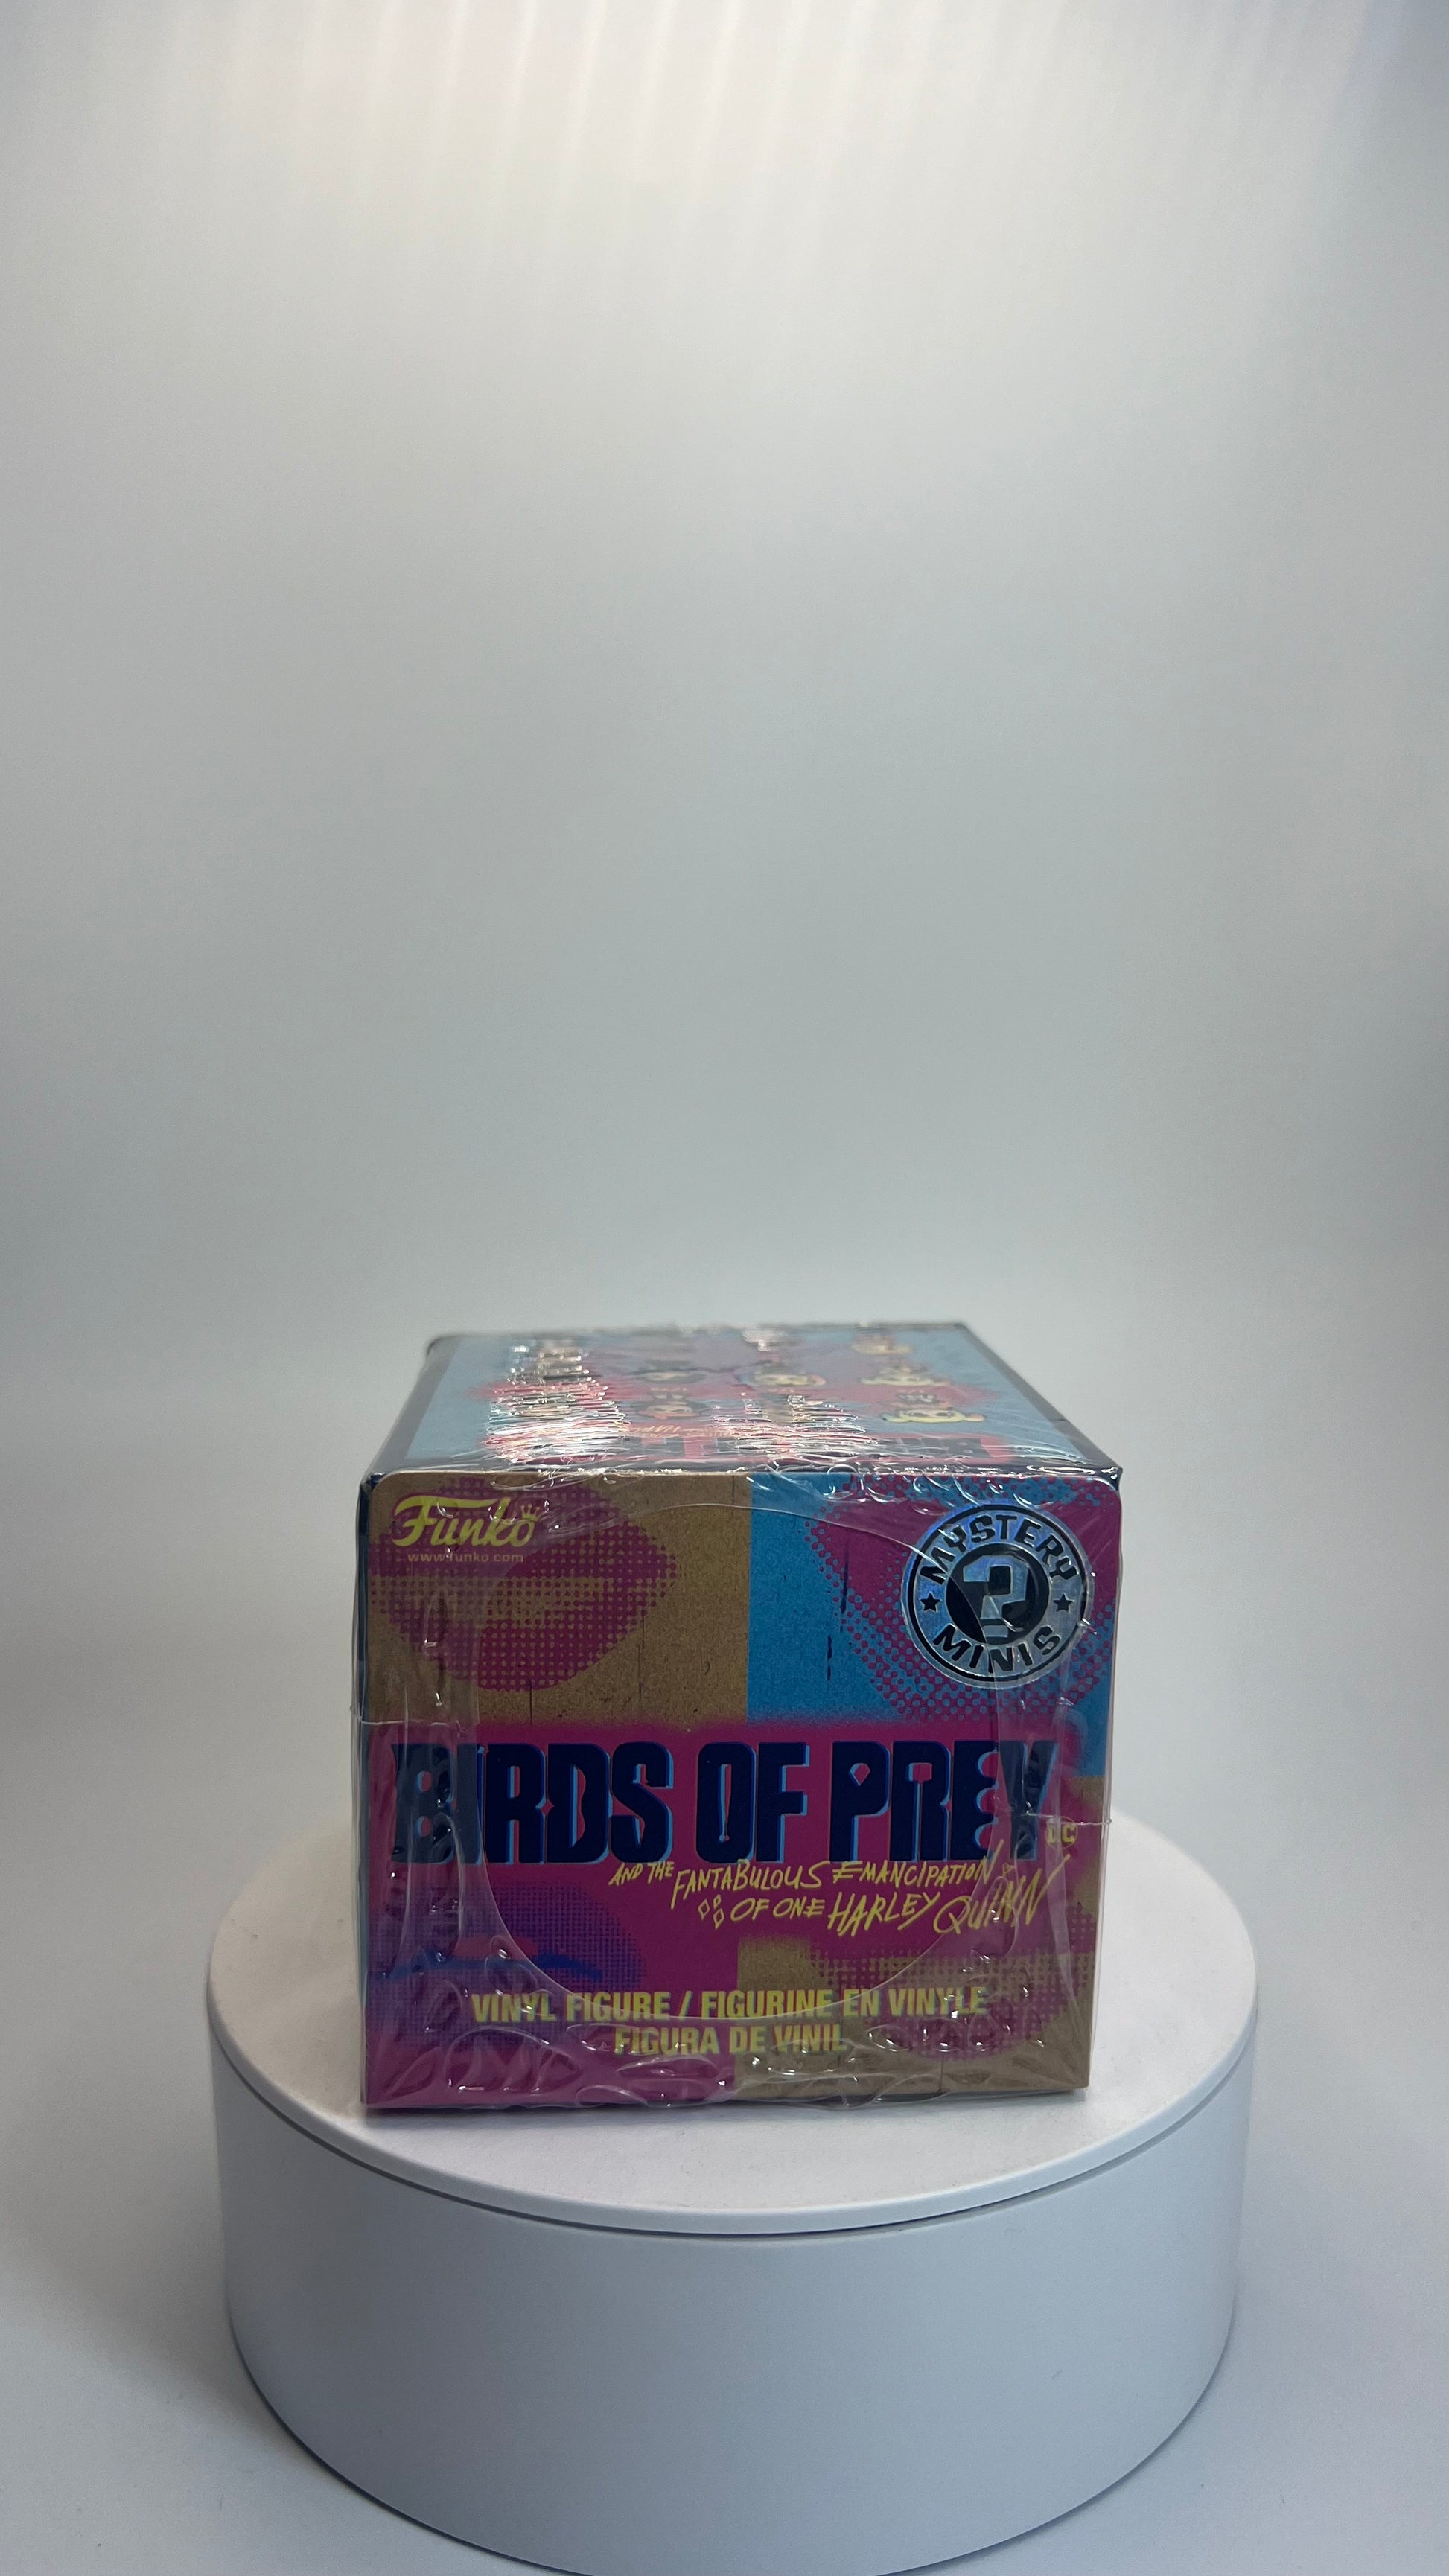 Funko
www.funko.com
MYSTERY
?
MINIS
BIRDS OF PREY
DC
AND THE FANTABULOUS EMANCIPATION
OF ONE HARLEY QUINN
VINYL FIGURE / FIGURINE EN VINYLE
FIGURA DE VINIL